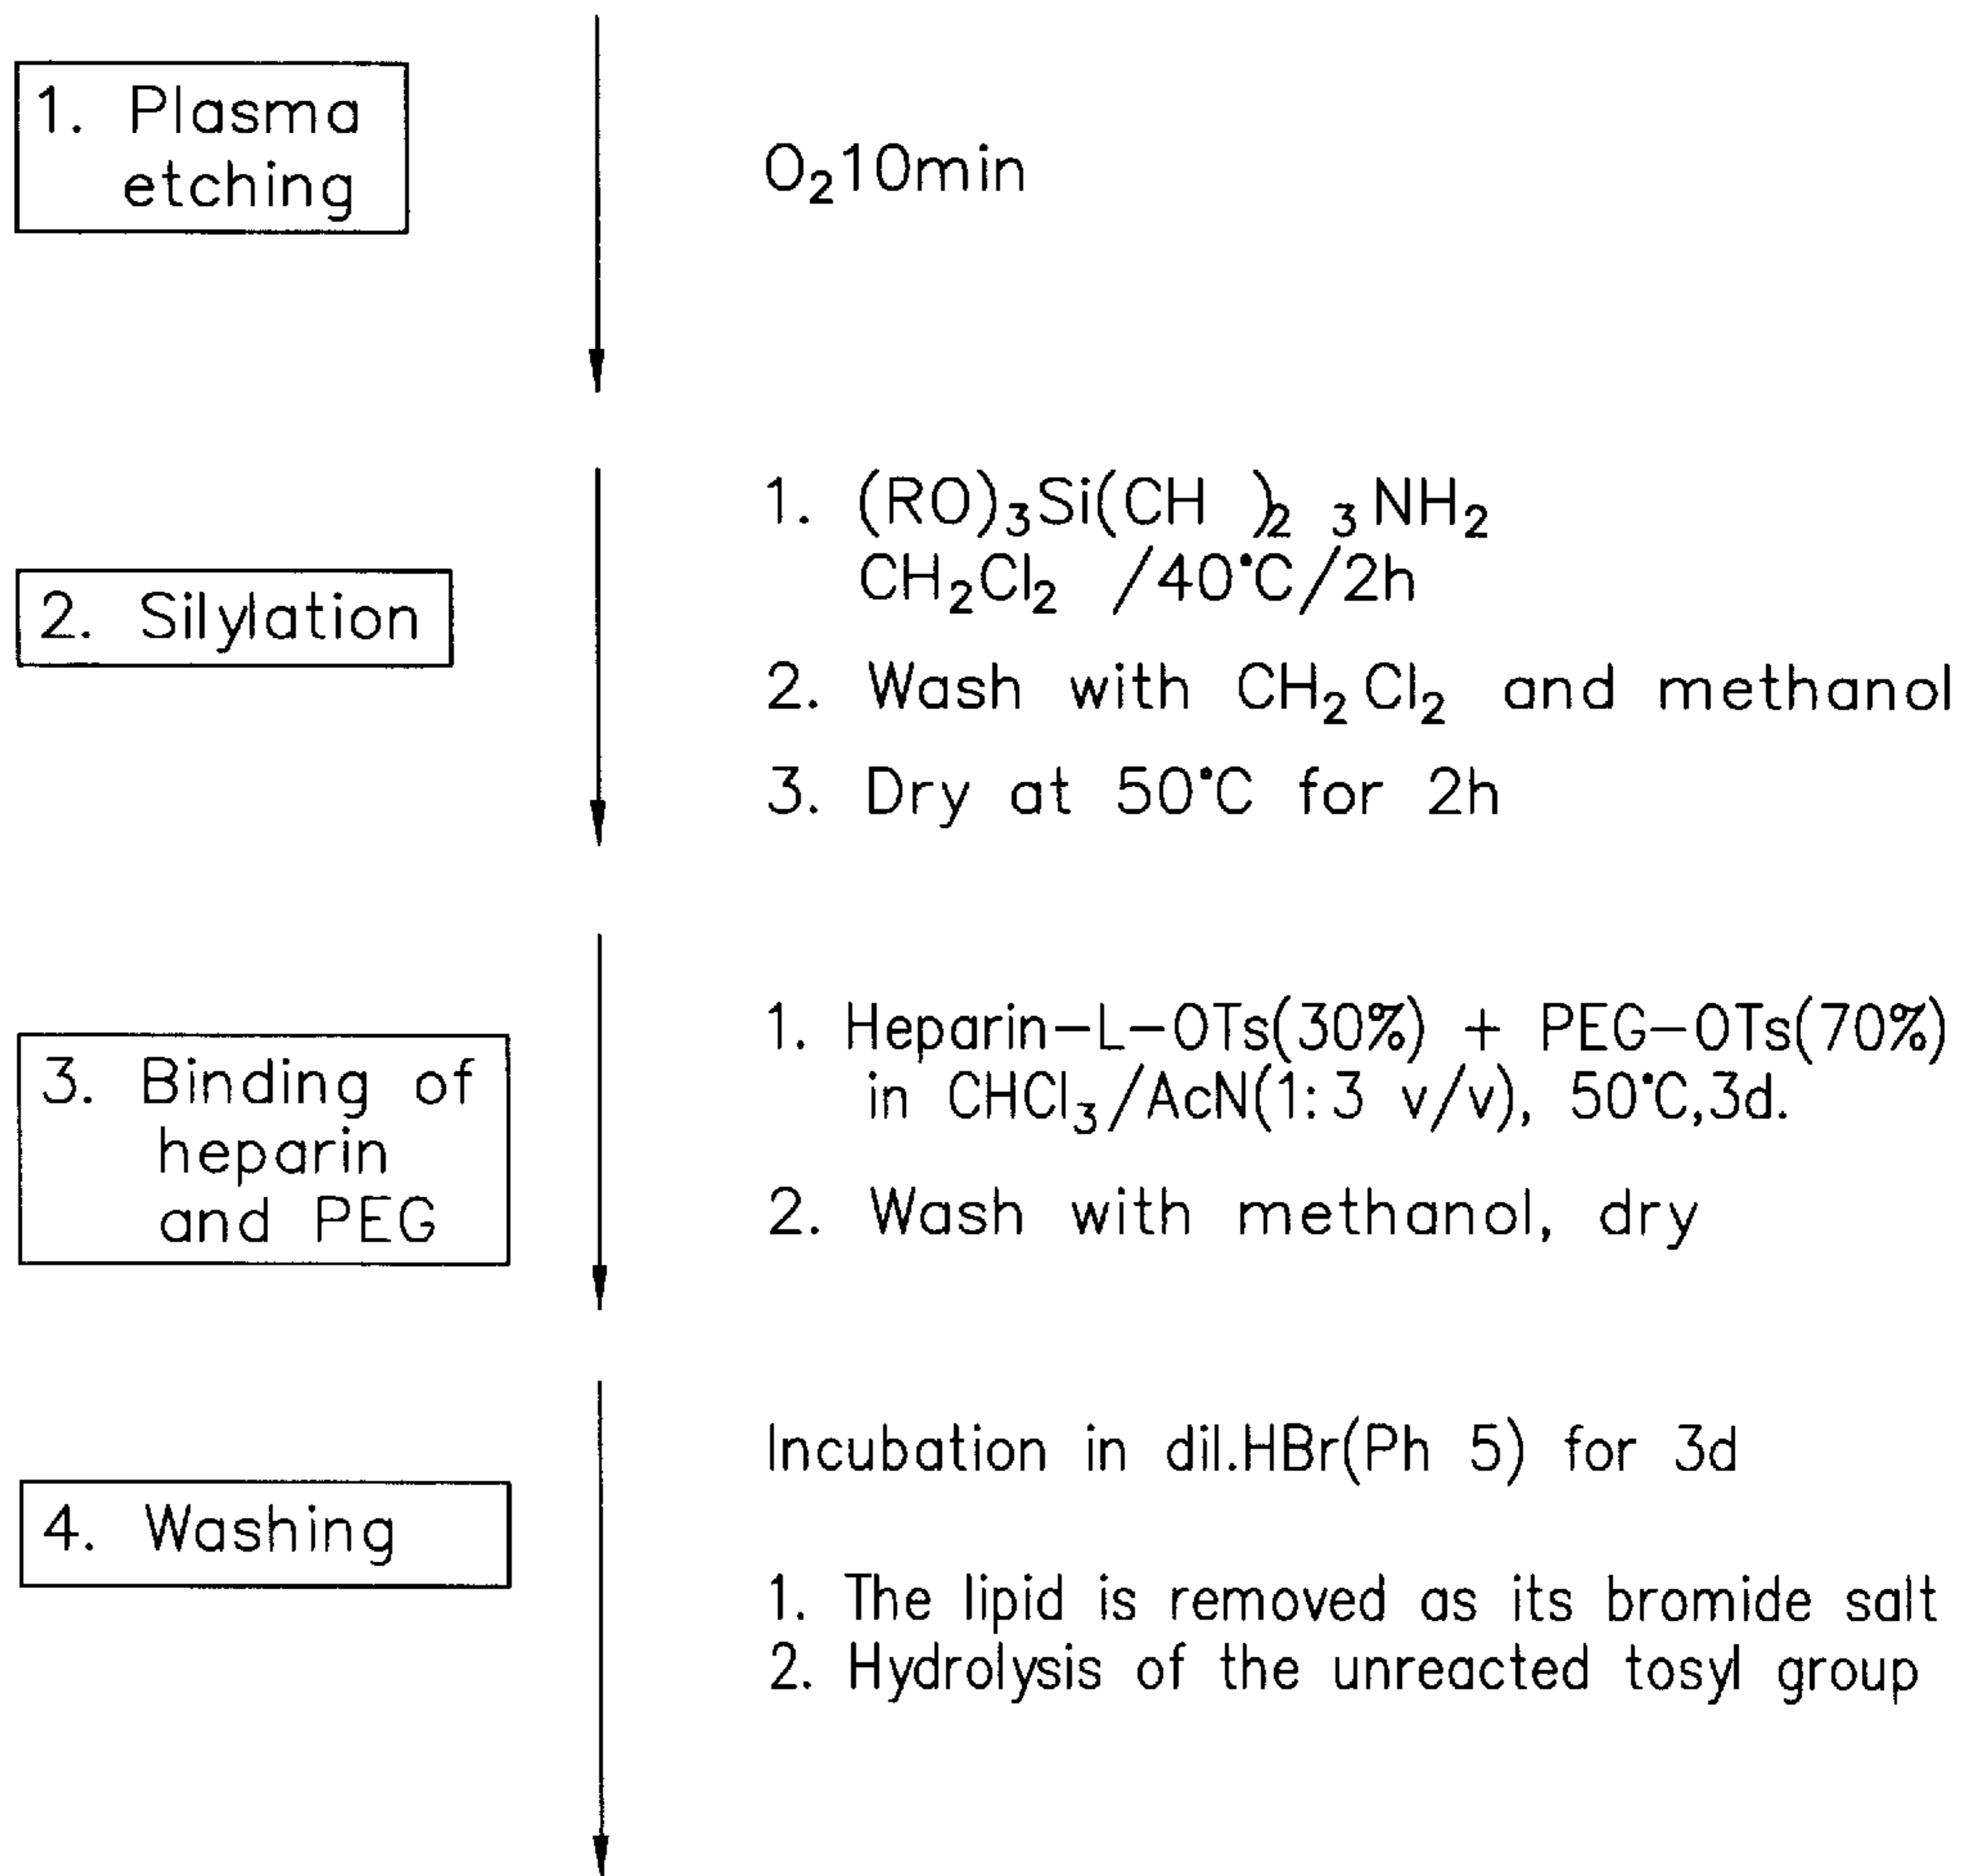 1. Plasma
etching
O₂10min
2. Silylation
1. (RO)₃Si(CH )₂ ₃NH₂
CH₂Cl₂ /40°C/2h
2. Wash with CH₂Cl₂ and methanol
3. Dry at 50°C for 2h
3. Binding of
heparin
and PEG
1. Heparin-L-OTs(30%) + PEG-OTs(70%)
in CHCl₃/AcN(1:3 v/v), 50°C,3d.
2. Wash with methanol, dry
4. Washing
Incubation in dil.HBr(Ph 5) for 3d
1. The lipid is removed as its bromide salt
2. Hydrolysis of the unreacted tosyl group